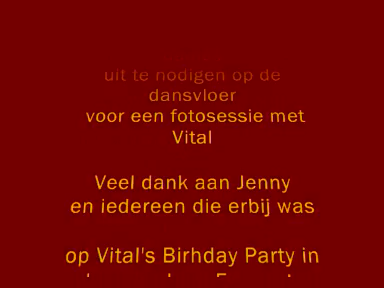 uit te nodigen op de
dansvloer
voor een fotosessie met
Vital
Veel dank aan Jenny
en iedereen die erbij was
op Vital's Birhday Party in